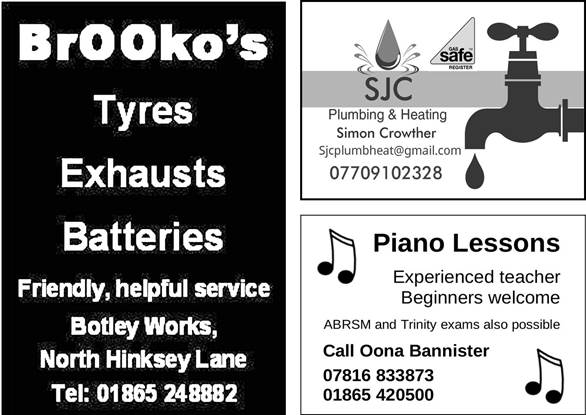 BrOOko's
Tyres
Exhausts
Batteries
Friendly, helpful service
Botley Works,
North Hinksey Lane
Tel: 01865 248882
GAS
safe
REGISTER
SJC
Plumbing & Heating
Simon Crowther
Sjcplumbheat@gmail.com
07709102328
Piano Lessons
Experienced teacher
Beginners welcome
ABRSM and Trinity exams also possible
Call Oona Bannister
07816 833873
01865 420500